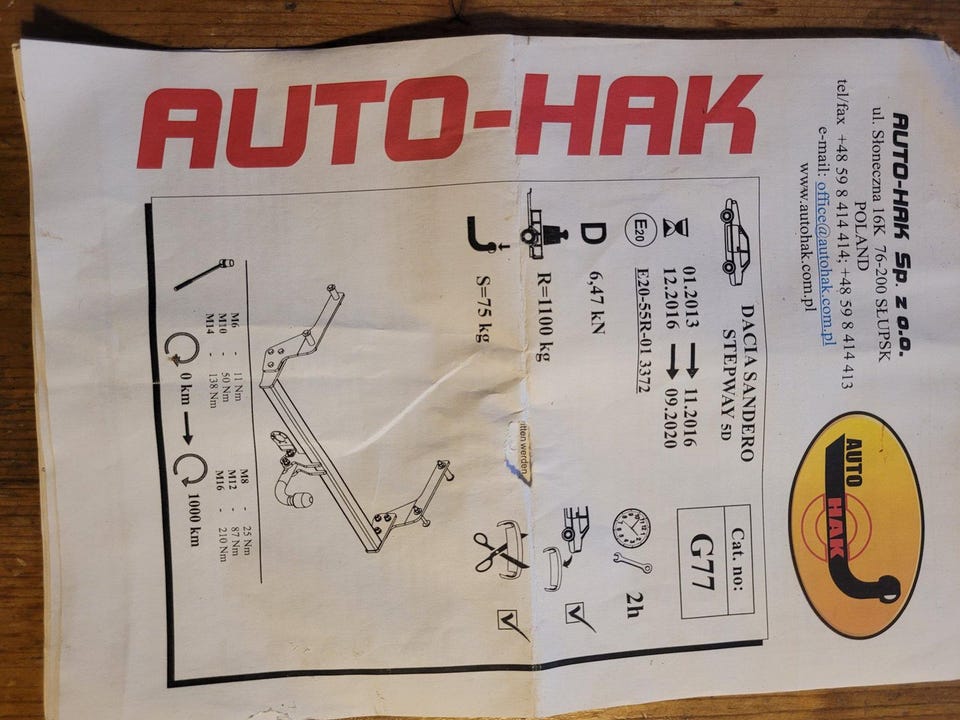 AUTO-HAK Sp. z o.o.
ul. Słoneczna 16K 76-200 SŁUPSK
POLAND
tel/fax +48 59 8 414 414; +48 59 8 414 413
e-mail: office@autohak.com.pl
www.autohak.com.pl
AUTO
HAK
DACIA SANDERO
STEPWAY 5D
01.2013 → 11.2016
12.2016 → 09.2020
E20
E20-55R-01 3372
D 6,47 kN
R=1100 kg
S=75 kg
Cat. no:
G77
2h
itten werden
M6 - 11 Nm
M10 - 50 Nm
M14 - 138 Nm
M8 - 25 Nm
M12 - 87 Nm
M16 - 210 Nm
0 km → 1000 km
AUTO-HAK